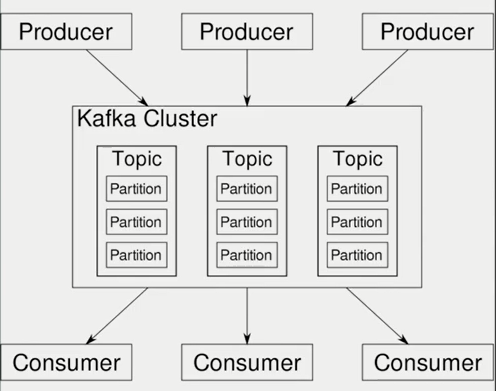 Producer
Producer
Producer
Kafka Cluster
Topic
Topic
Topic
Partition
Partition
Partition
Partition
Partition
Partition
Partition
Partition
Partition
Consumer
Consumer
Consumer